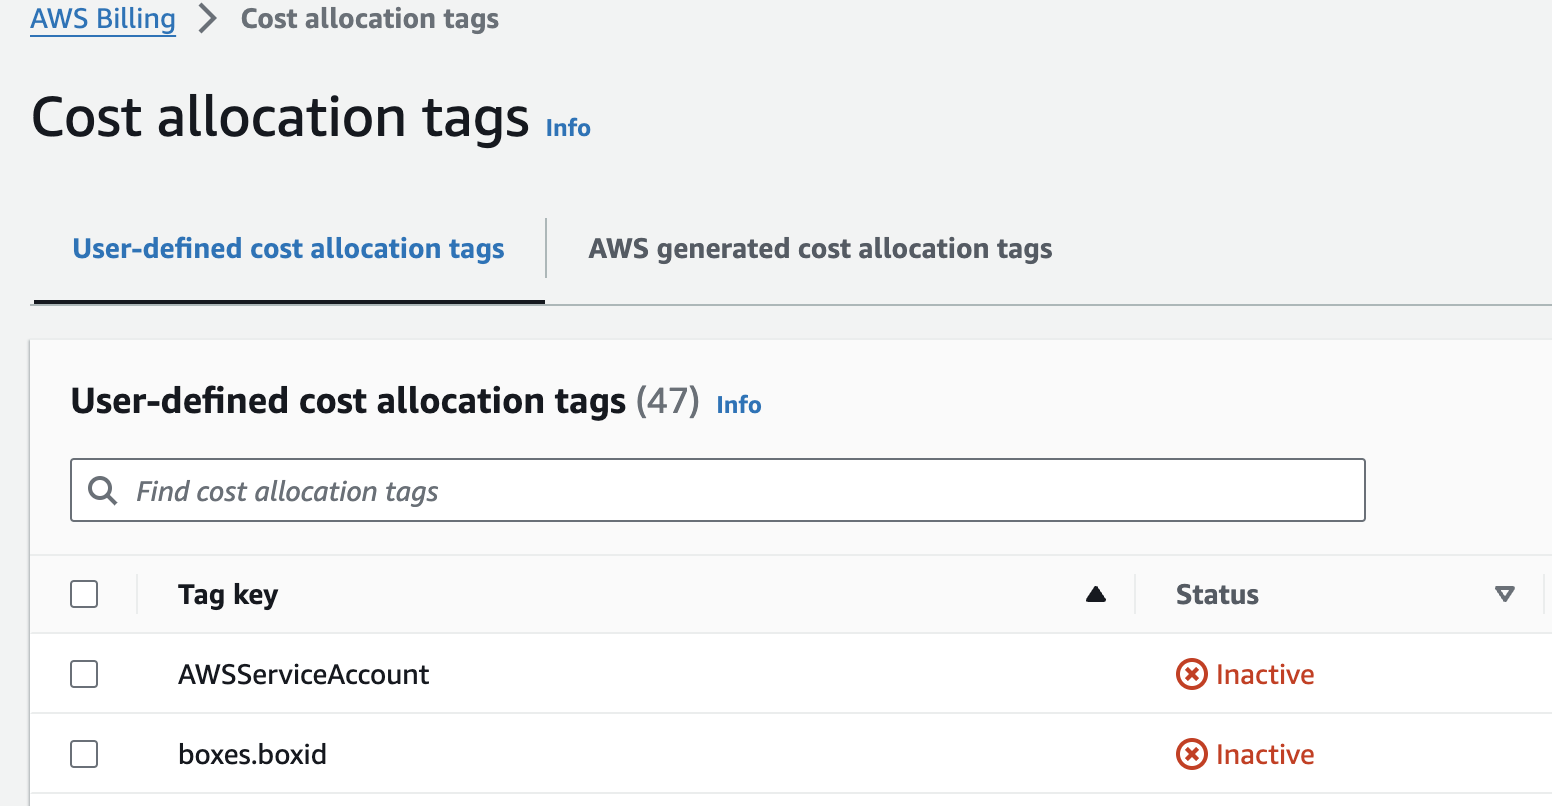 AWS Billing > Cost allocation tags
Cost allocation tags Info
User-defined cost allocation tags AWS generated cost allocation tags
User-defined cost allocation tags (47) Info
Find cost allocation tags
Tag key Status
AWSServiceAccount Inactive
boxes.boxid Inactive